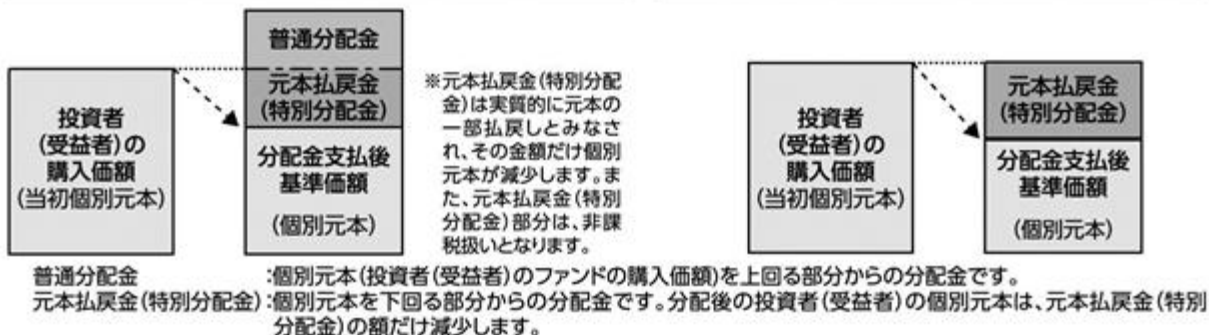 普通分配金
元本払戻金
(特別分配金)
投資者
(受益者)の
購入価額
(当初個別元本)
分配金支払後
基準価額
(個別元本)
※元本払戻金(特別分配
金)は実質的に元本の
一部払戻しとみなさ
れ、その金額だけ個別
元本が減少します。ま
た、元本払戻金(特別
分配金)部分は、非課
税扱いとなります。
投資者
(受益者)の
購入価額
(当初個別元本)
元本払戻金
(特別分配金)
分配金支払後
基準価額
(個別元本)
普通分配金 :個別元本(投資者(受益者)のファンドの購入価額)を上回る部分からの分配金です。
元本払戻金(特別分配金):個別元本を下回る部分からの分配金です。分配後の投資者(受益者)の個別元本は、元本払戻金(特別
分配金)の額だけ減少します。